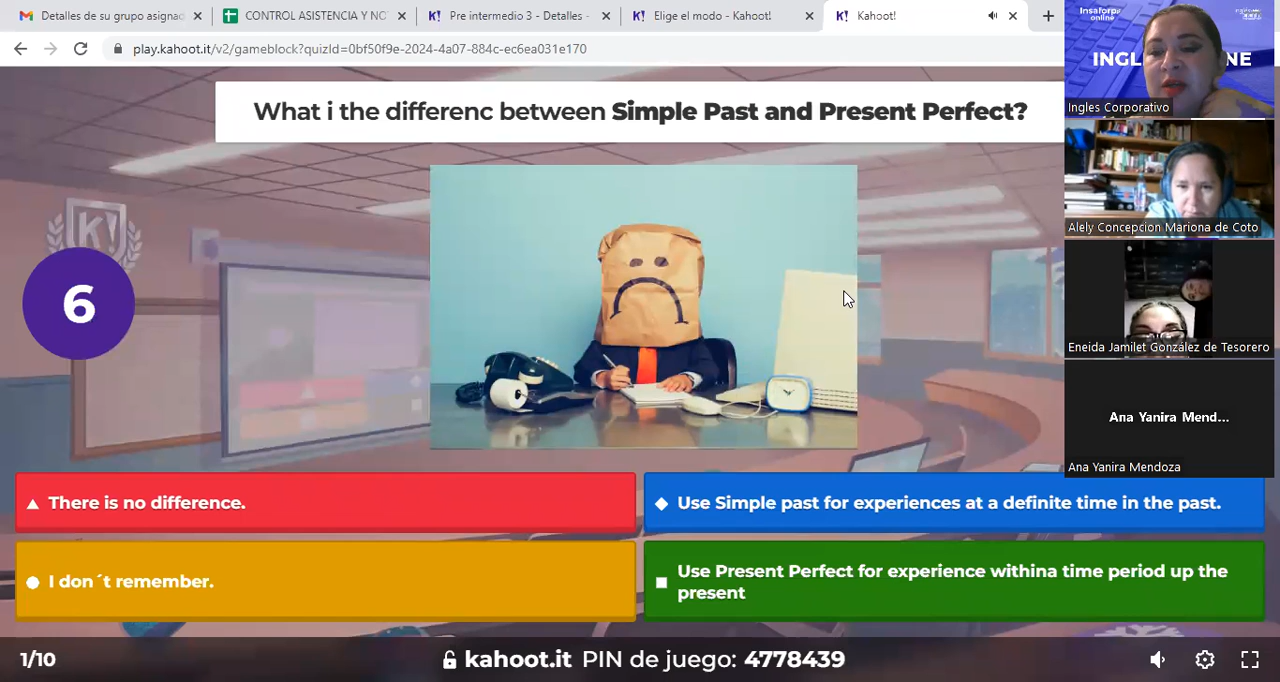 Detalles de su grupo asignad
CONTROL ASISTENCIA Y NO
Pre intermedio 3 - Detalles -
Elige el modo - Kahoot!
Kahoot!
play.kahoot.it/v2/gameblock?quizId=0bf50f9e-2024-4a07-884c-ec6ea031e170
What i the differenc between Simple Past and Present Perfect?
Insaforp
online
INGL
NE
Ingles Corporativo
Alely Concepcion Mariona de Coto
Eneida Jamilet González de Tesorero
Ana Yanira Mend...
Ana Yanira Mendoza
6
There is no difference.
Use Simple past for experiences at a definite time in the past.
I don´t remember.
Use Present Perfect for experience withina time period up the
present
1/10
kahoot.it PIN de juego: 4778439